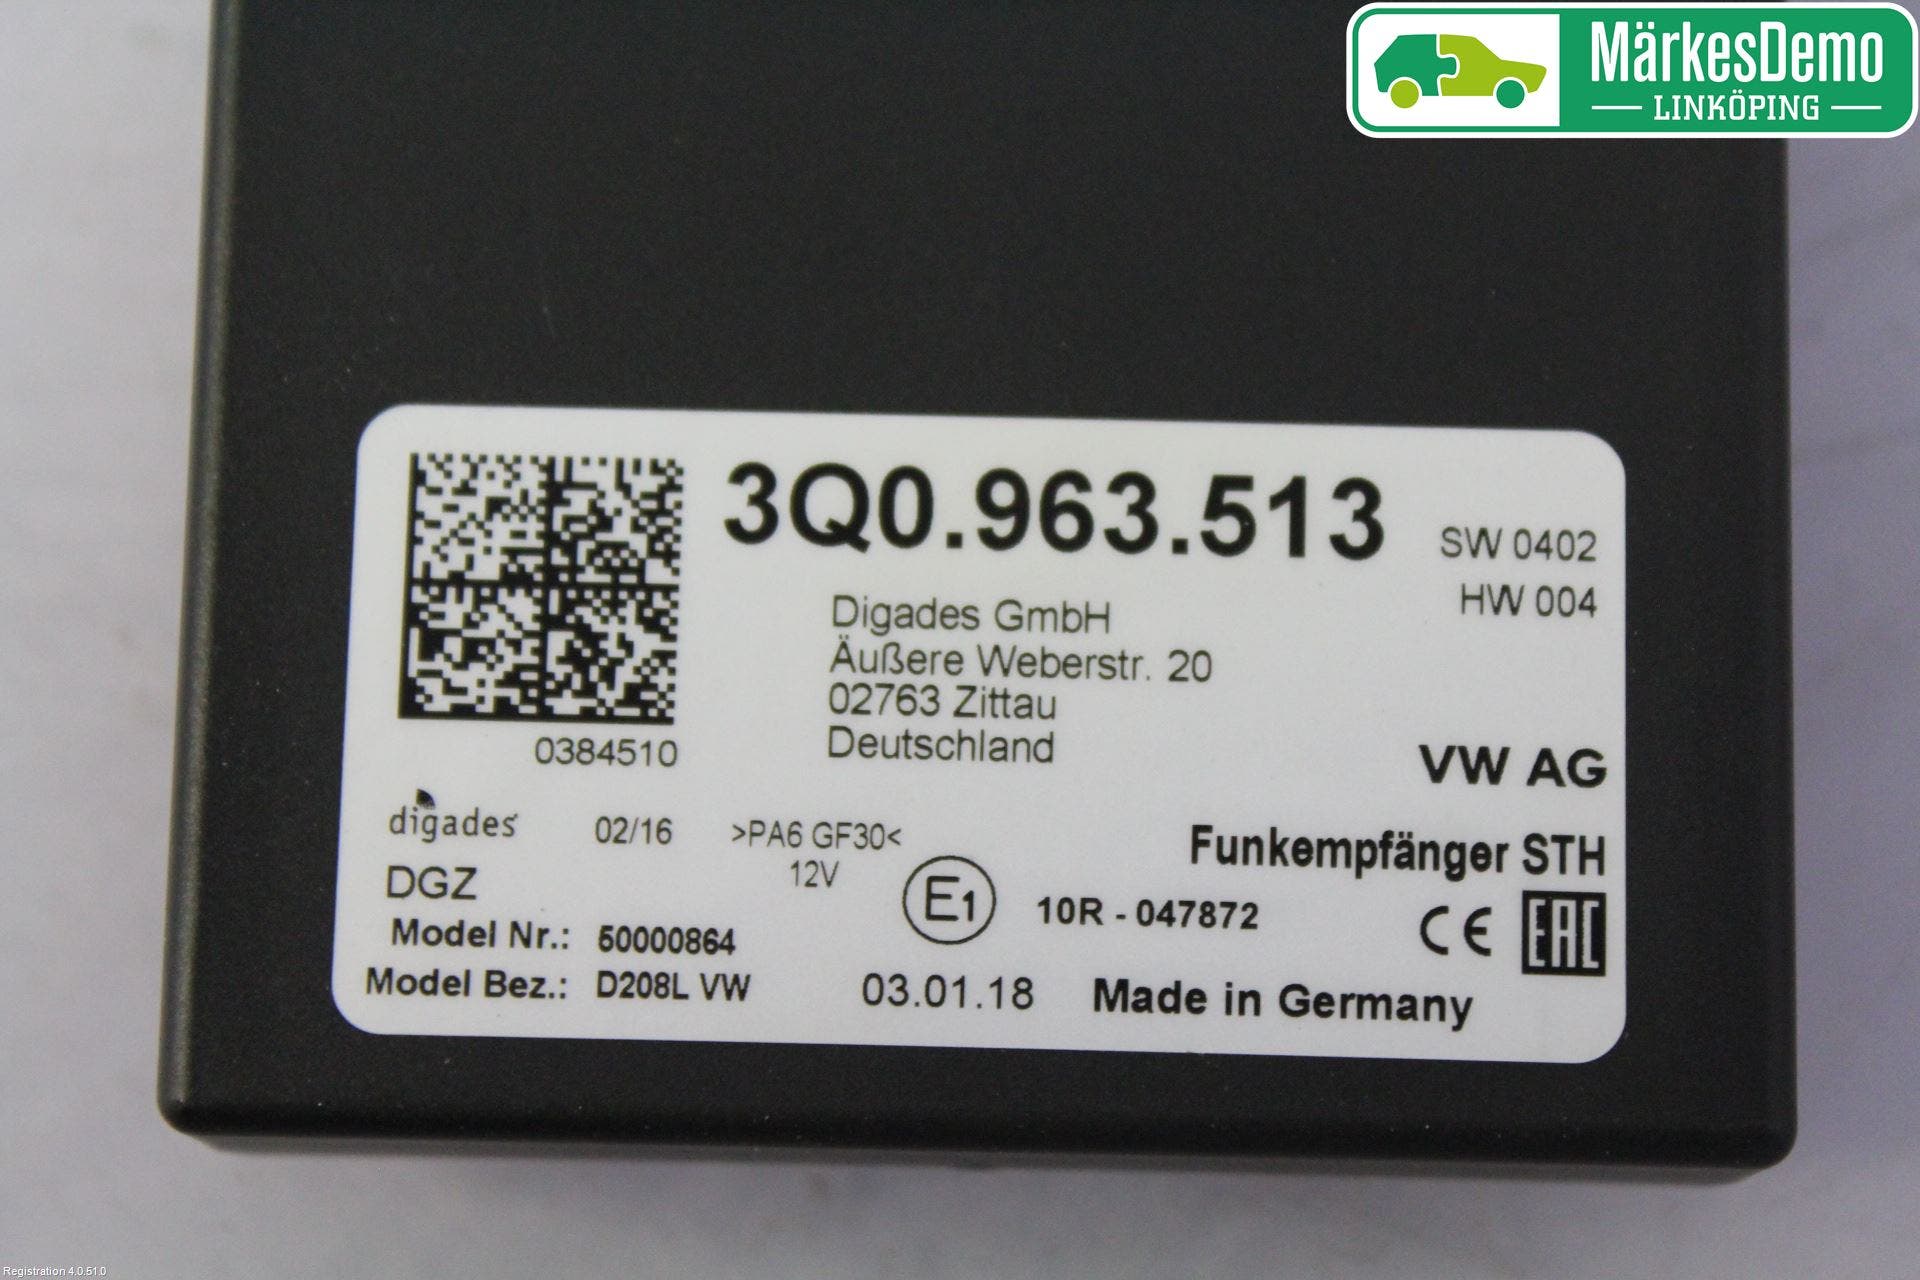 MärkesDemo
LINKÖPING
3Q0.963.513
SW 0402
HW 004
Digades GmbH
Äußere Weberstr. 20
02763 Zittau
Deutschland
0384510
VW AG
digades
02/16
>PA6 GF30<
12V
Funkempfänger STH
DGZ
E1
10R - 047872
CE
EAC
Model Nr.: 50000864
Model Bez.: D208L VW
03.01.18
Made in Germany
Registration 4.0.51.0